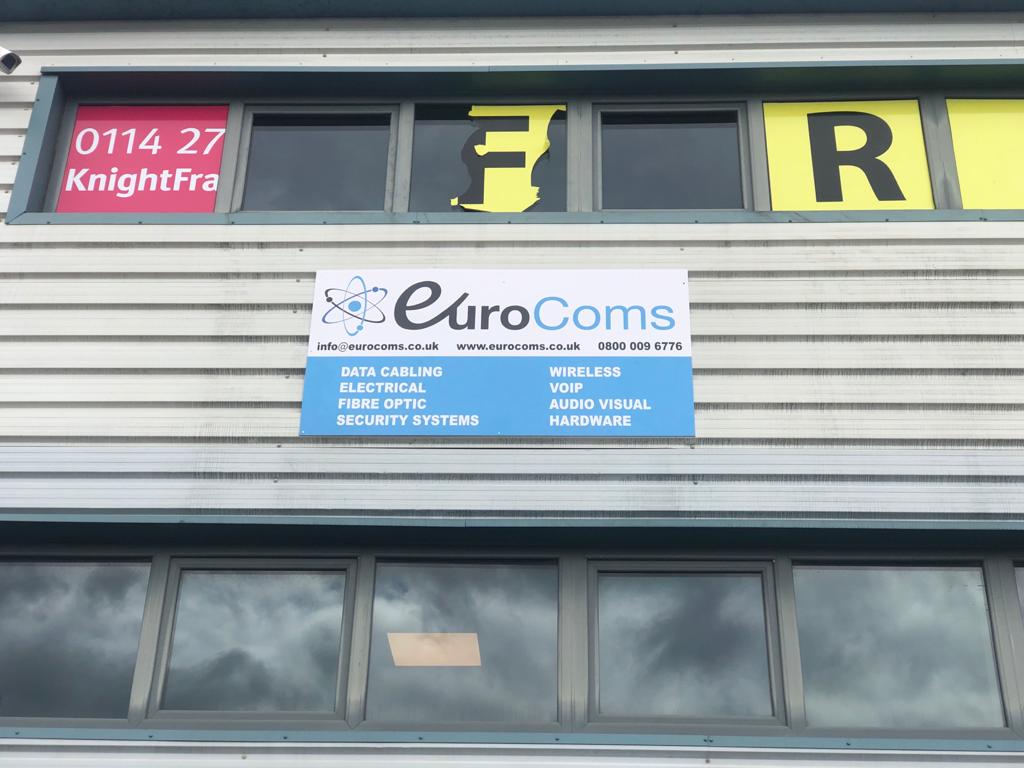 0114 27
KnightFra
F
R
euroComs
info@eurocoms.co.uk www.eurocoms.co.uk 0800 009 6776
DATA CABLING WIRELESS
ELECTRICAL VOIP
FIBRE OPTIC AUDIO VISUAL
SECURITY SYSTEMS HARDWARE